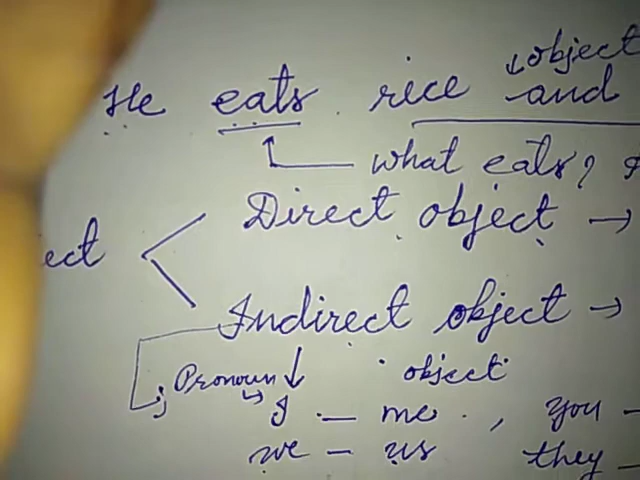 ↓object
He eats rice and
what eats?
Direct object →
ect
Indirect object →
Pronoun ↓ object
I — me , you —
we — us they —